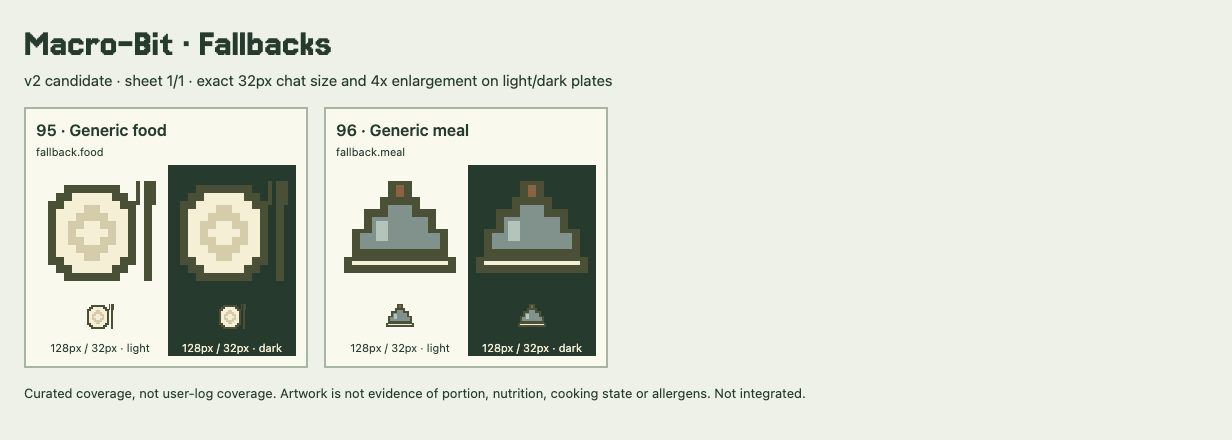 Macro-Bit · Fallbacks
v2 candidate · sheet 1/1 · exact 32px chat size and 4x enlargement on light/dark plates
95 · Generic food
fallback.food
128px / 32px · light
128px / 32px · dark
96 · Generic meal
fallback.meal
128px / 32px · light
128px / 32px · dark
Curated coverage, not user-log coverage. Artwork is not evidence of portion, nutrition, cooking state or allergens. Not integrated.